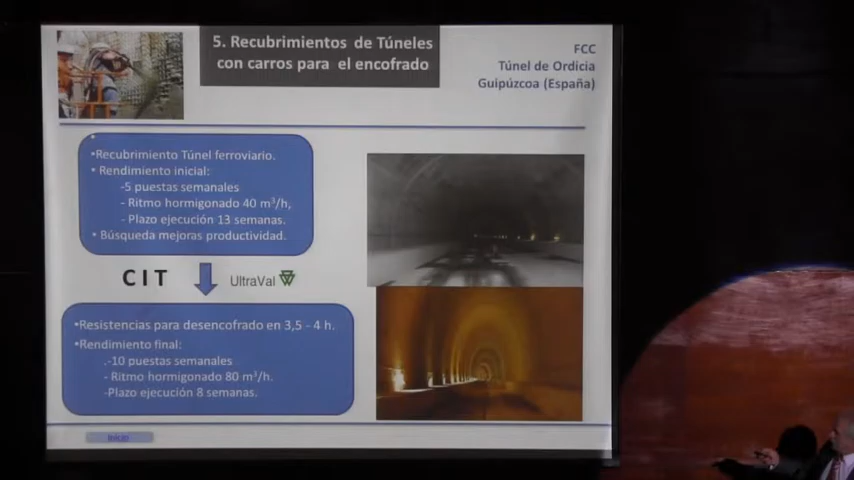 5. Recubrimientos de Túneles
con carros para el encofrado
FCC
Túnel de Ordicia
Guipúzcoa (España)
•Recubrimiento Túnel ferroviario.
• Rendimiento inicial:
-5 puestas semanales
- Ritmo hormigonado 40 m³/h,
- Plazo ejecución 13 semanas.
• Búsqueda mejoras productividad.
CIT
UltraVal
•Resistencias para desencofrado en 3,5 - 4 h.
•Rendimiento final:
.-10 puestas semanales
- Ritmo hormigonado 80 m³/h.
-Plazo ejecución 8 semanas.
Inicio